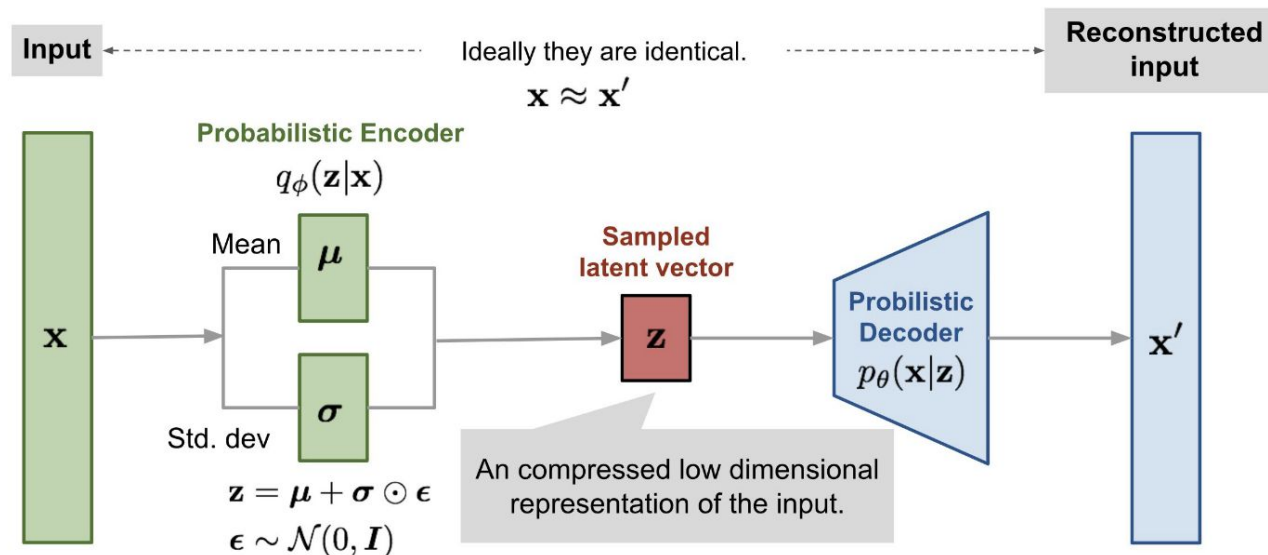 Input
Ideally they are identical.
x ≈ x′
Reconstructed
input
Probabilistic Encoder
qϕ(z|x)
Mean
μ
x
σ
Std. dev
z = μ + σ ⊙ ϵ
ϵ ∼ 𝒩(0, I)
Sampled
latent vector
z
An compressed low dimensional
representation of the input.
Probilistic
Decoder
pθ(x|z)
x′